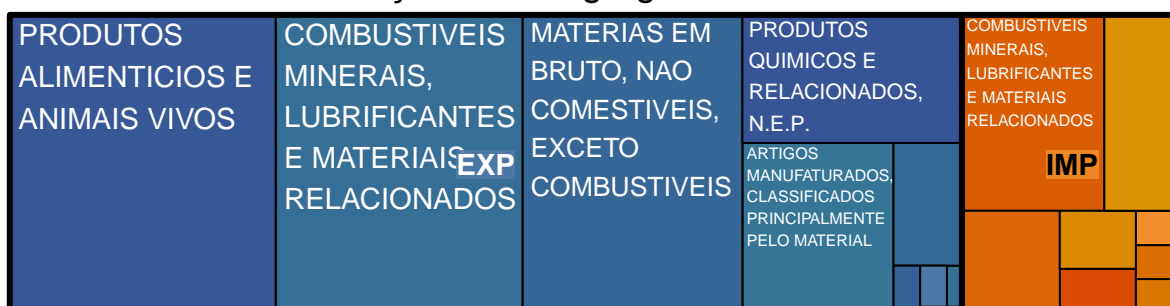 PRODUTOS
ALIMENTICIOS E
ANIMAIS VIVOS
COMBUSTIVEIS
MINERAIS,
LUBRIFICANTES
E MATERIAIS
RELACIONADOS
EXP
MATERIAS EM
BRUTO, NAO
COMESTIVEIS,
EXCETO
COMBUSTIVEIS
PRODUTOS
QUIMICOS E
RELACIONADOS,
N.E.P.
ARTIGOS
MANUFATURADOS,
CLASSIFICADOS
PRINCIPALMENTE
PELO MATERIAL
COMBUSTIVEIS
MINERAIS,
LUBRIFICANTES
E MATERIAIS
RELACIONADOS
IMP